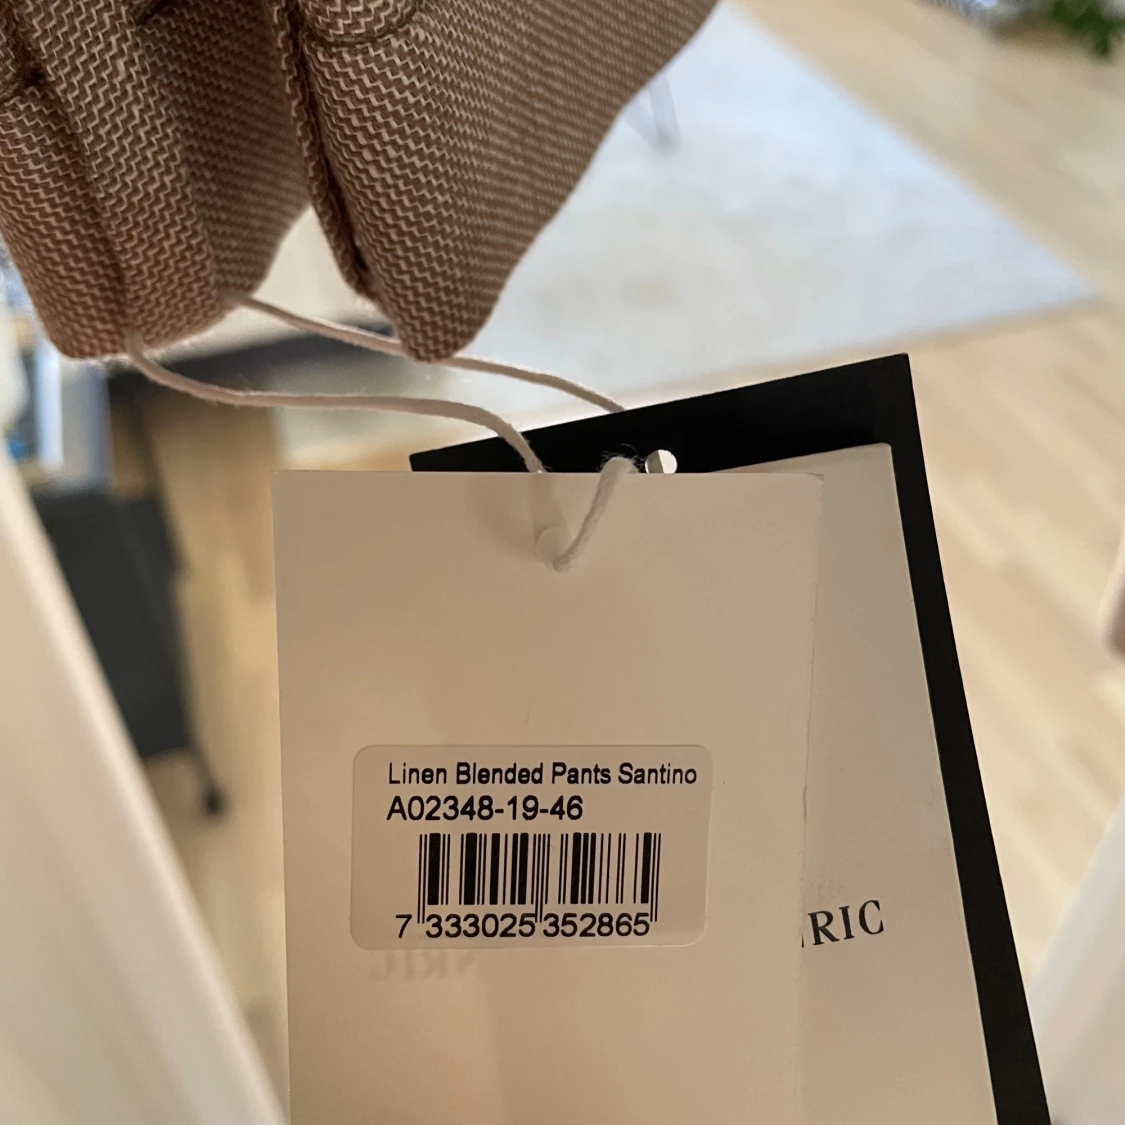 Linen Blended Pants Santino
A02348-19-46
7 333025 352865
RIC